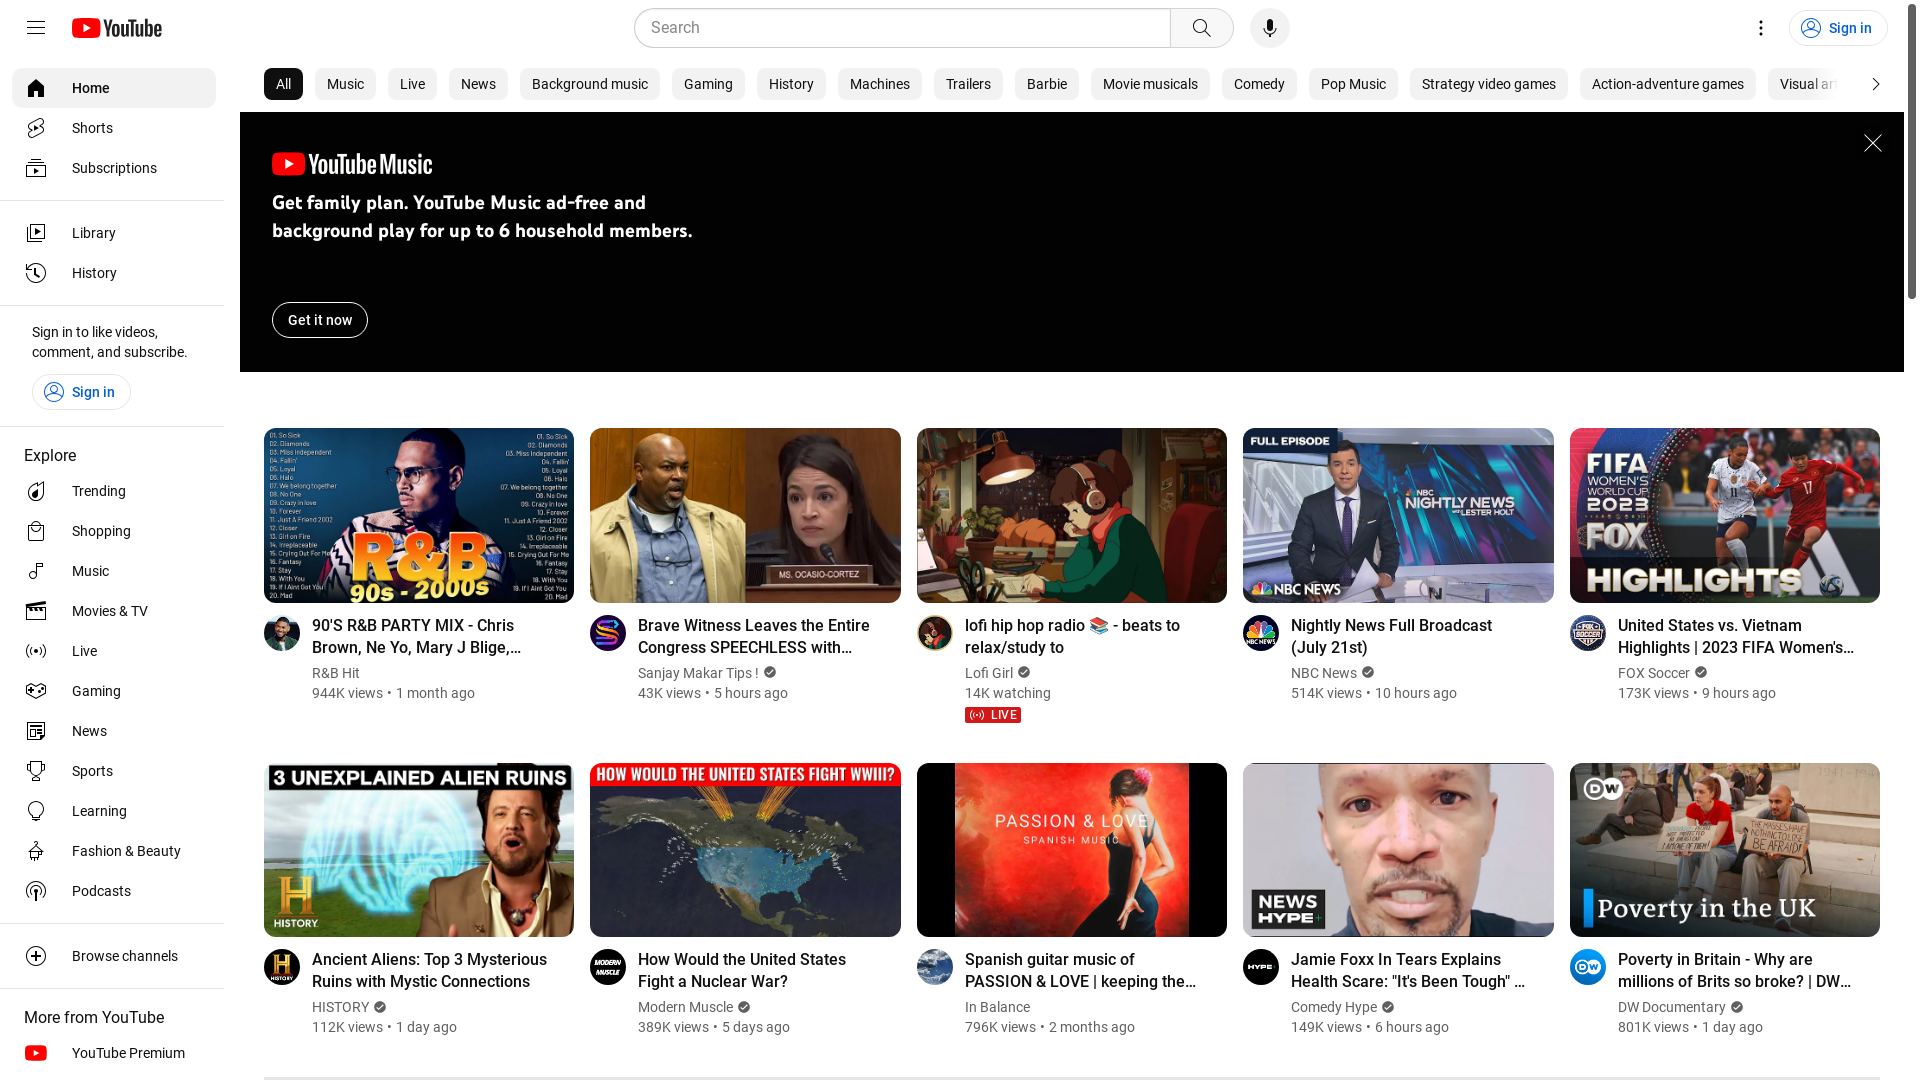 YouTube
Search
Sign in
Home
Shorts
Subscriptions
Library
History
Sign in to like videos,
comment, and subscribe.
Sign in
Explore
Trending
Shopping
Music
Movies & TV
Live
Gaming
News
Sports
Learning
Fashion & Beauty
Podcasts
Browse channels
More from YouTube
YouTube Premium
All
Music
Live
News
Background music
Gaming
History
Machines
Trailers
Barbie
Movie musicals
Comedy
Pop Music
Strategy video games
Action-adventure games
Visual
YouTube Music
Get family plan. YouTube Music ad-free and
background play for up to 6 household members.
Get it now
R&B
90s - 2000s
90'S R&B PARTY MIX - Chris
Brown, Ne Yo, Mary J Blige,...
R&B Hit
944K views • 1 month ago
MS. OCASIO-CORTEZ
Brave Witness Leaves the Entire
Congress SPEECHLESS with...
Sanjay Makar Tips !
43K views • 5 hours ago
lofi hip hop radio 📚 - beats to
relax/study to
Lofi Girl
14K watching
LIVE
FULL EPISODE
NBC
NIGHTLY NEWS
WITH LESTER HOLT
NBC NEWS
Nightly News Full Broadcast
(July 21st)
NBC News
514K views • 10 hours ago
FIFA
WOMEN'S
WORLD CUP
2023
FOX
HIGHLIGHTS
United States vs. Vietnam
Highlights | 2023 FIFA Women's...
FOX Soccer
173K views • 9 hours ago
3 UNEXPLAINED ALIEN RUINS
H
HISTORY
Ancient Aliens: Top 3 Mysterious
Ruins with Mystic Connections
HISTORY
112K views • 1 day ago
HOW WOULD THE UNITED STATES FIGHT WWIII?
MODERN
MUSCLE
How Would the United States
Fight a Nuclear War?
Modern Muscle
389K views • 5 days ago
PASSION & LOVE
SPANISH MUSIC
Spanish guitar music of
PASSION & LOVE | keeping the...
In Balance
796K views • 2 months ago
NEWS
HYPE+
Jamie Foxx In Tears Explains
Health Scare: "It's Been Tough" ...
Comedy Hype
149K views • 6 hours ago
DW
Poverty in the UK
Poverty in Britain - Why are
millions of Brits so broke? | DW...
DW Documentary
801K views • 1 day ago